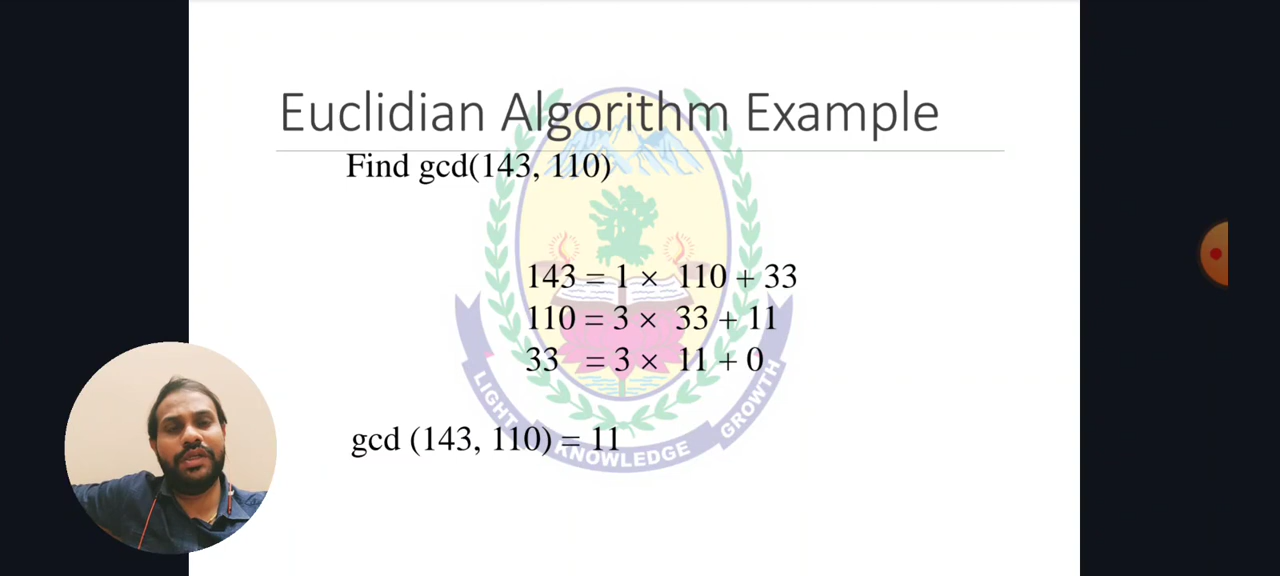 Euclidian Algorithm Example
Find gcd(143, 110)
143 = 1 × 110 + 33
110 = 3 × 33 + 11
33 = 3 × 11 + 0
gcd (143, 110) = 11
LIGHT KNOWLEDGE GROWTH